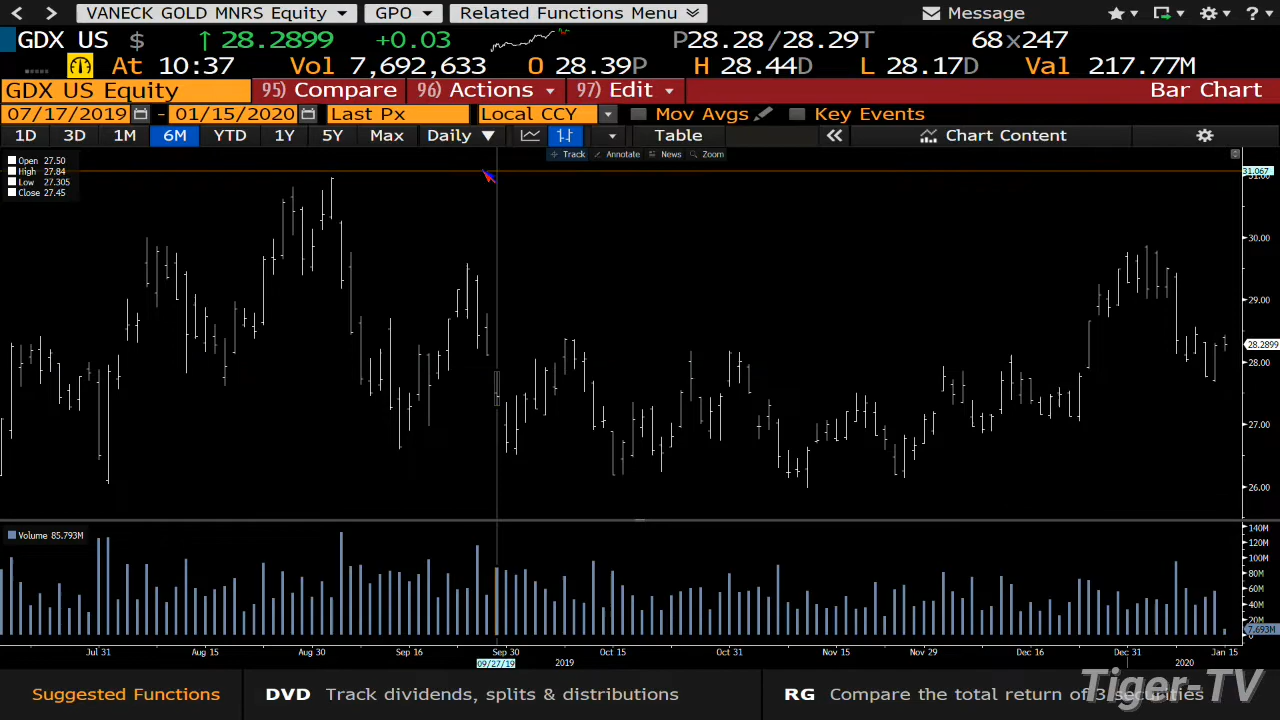 VANECK GOLD MNRS Equity GPO Related Functions Menu Message
GDX US $ ↑ 28.2899 +0.03 P28.28/28.29T 68x247
At 10:37 Vol 7,692,633 O 28.39P H 28.44D L 28.17D Val 217.77M
GDX US Equity 95) Compare 96) Actions 97) Edit Bar Chart
07/17/2019 - 01/15/2020 Last Px Local CCY Mov Avgs Key Events
1D 3D 1M 6M YTD 1Y 5Y Max Daily ▼ Table « Chart Content
Track Annotate News Zoom
Open 27.50
High 27.84
Low 27.305
Close 27.45
31.067
31.00
30.00
29.00
28.2899
28.00
27.00
26.00
Volume 85.793M
140M
120M
100M
80M
60M
40M
20M
7.693M
0
Jul 31 Aug 15 Aug 30 Sep 16 Sep 30 Oct 15 Oct 31 Nov 15 Nov 29 Dec 16 Dec 31 Jan 15
09/27/19 2019 2020
Suggested Functions DVD Track dividends, splits & distributions RG Compare the total return of 3 securities
Tiger-TV